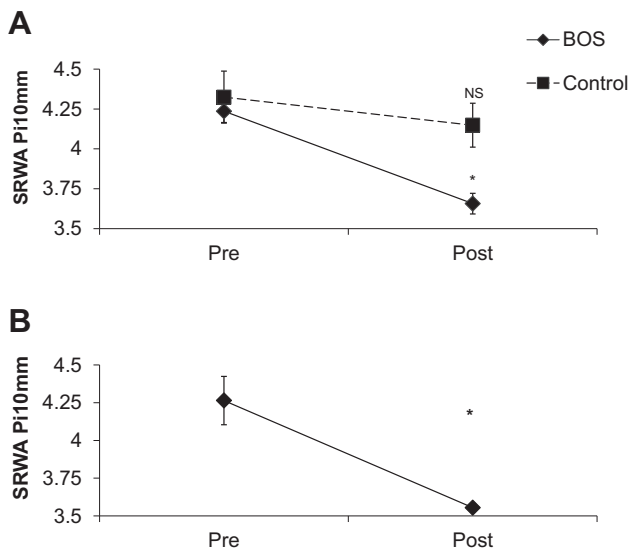 A
BOS
Control
SRWA Pi10mm
4.5
4.25
4
3.75
3.5
NS
*
Pre
Post
B
SRWA Pi10mm
4.5
4.25
4
3.75
3.5
*
Pre
Post